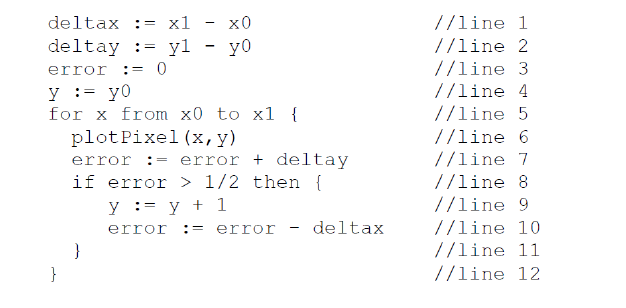 deltax := x1 - x0 //line 1
deltay := y1 - y0 //line 2
error := 0 //line 3
y := y0 //line 4
for x from x0 to x1 { //line 5
  plotPixel(x,y) //line 6
  error := error + deltay //line 7
  if error > 1/2 then { //line 8
    y := y + 1 //line 9
    error := error - deltax //line 10
  } //line 11
} //line 12